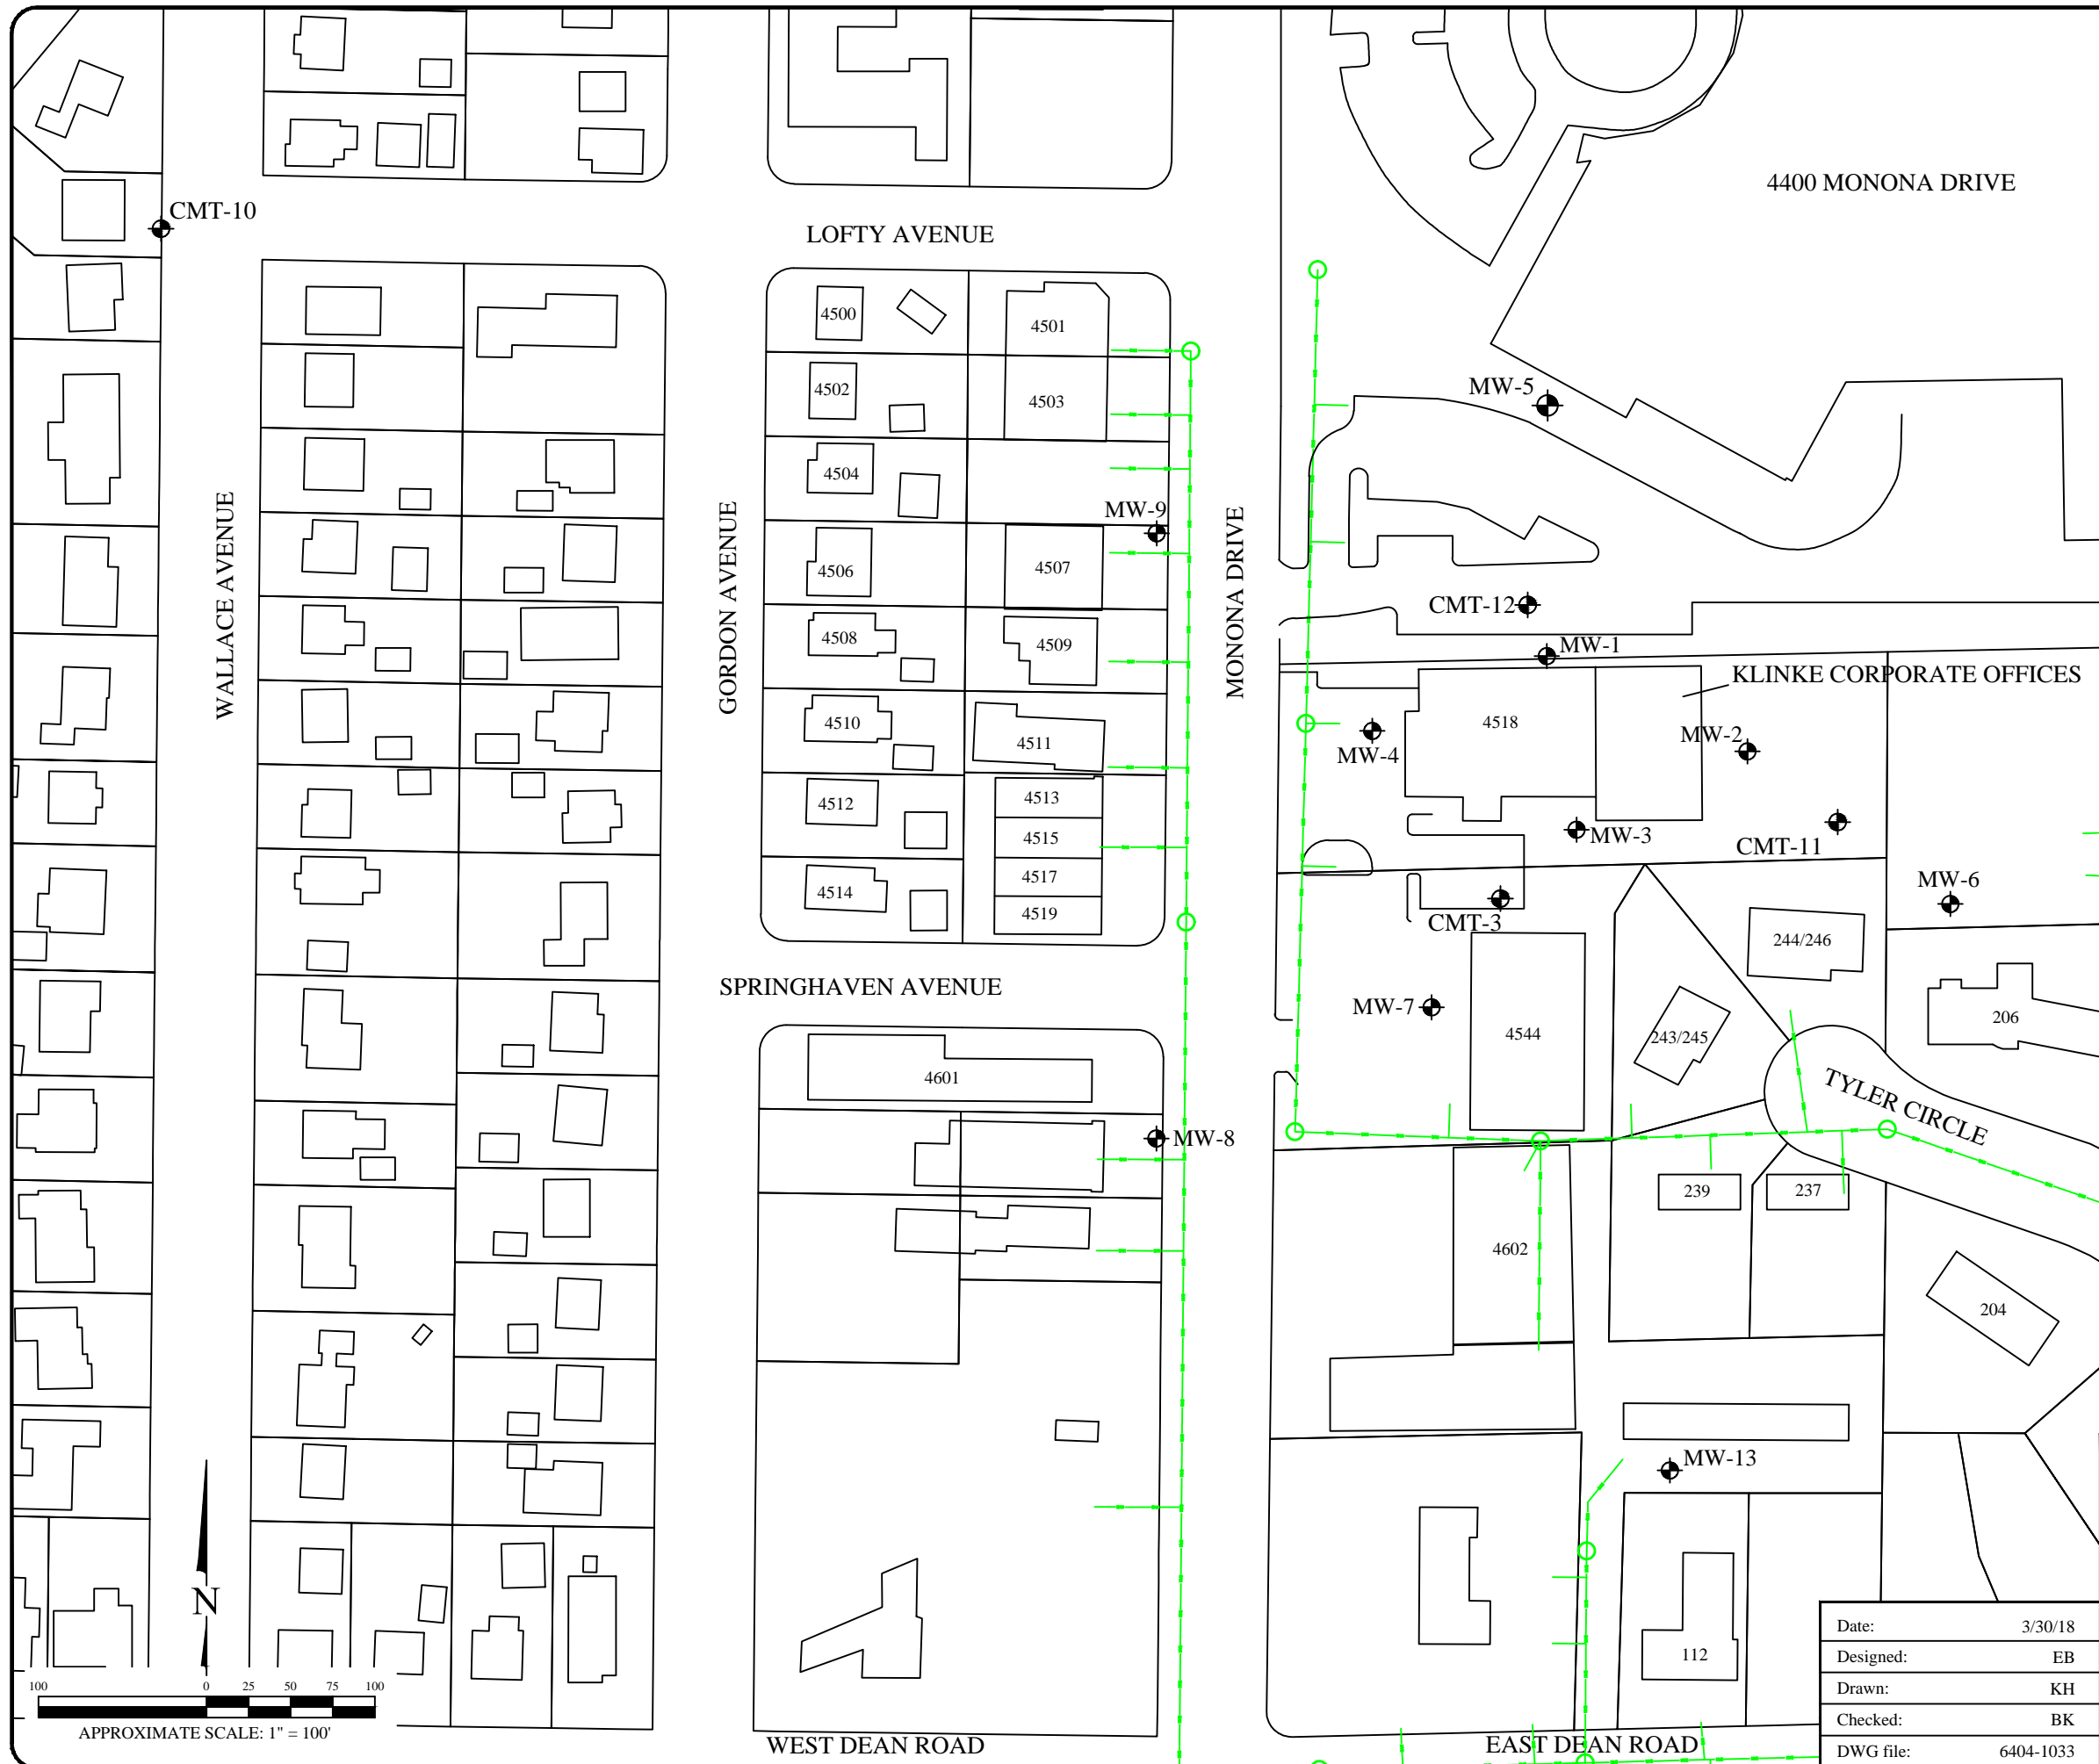 4400 MONONA DRIVE
CMT-10
LOFTY AVENUE
4500
4501
MW-5
4502
4503
4504
WALLACE AVENUE
GORDON AVENUE
MW-9
MONONA DRIVE
4506
4507
CMT-12
4508
4509
MW-1
KLINKE CORPORATE OFFICES
4510
4511
4518
MW-2
MW-4
4512
4513
4515
MW-3
CMT-11
4514
4517
4519
CMT-3
MW-6
244/246
SPRINGHAVEN AVENUE
MW-7
4544
243/245
206
4601
TYLER CIRCLE
MW-8
239
237
4602
204
MW-13
N
112
100 0 25 50 75 100
APPROXIMATE SCALE: 1" = 100'
WEST DEAN ROAD
EAST DEAN ROAD
Date: 3/30/18
Designed: EB
Drawn: KH
Checked: BK
DWG file: 6404-1033